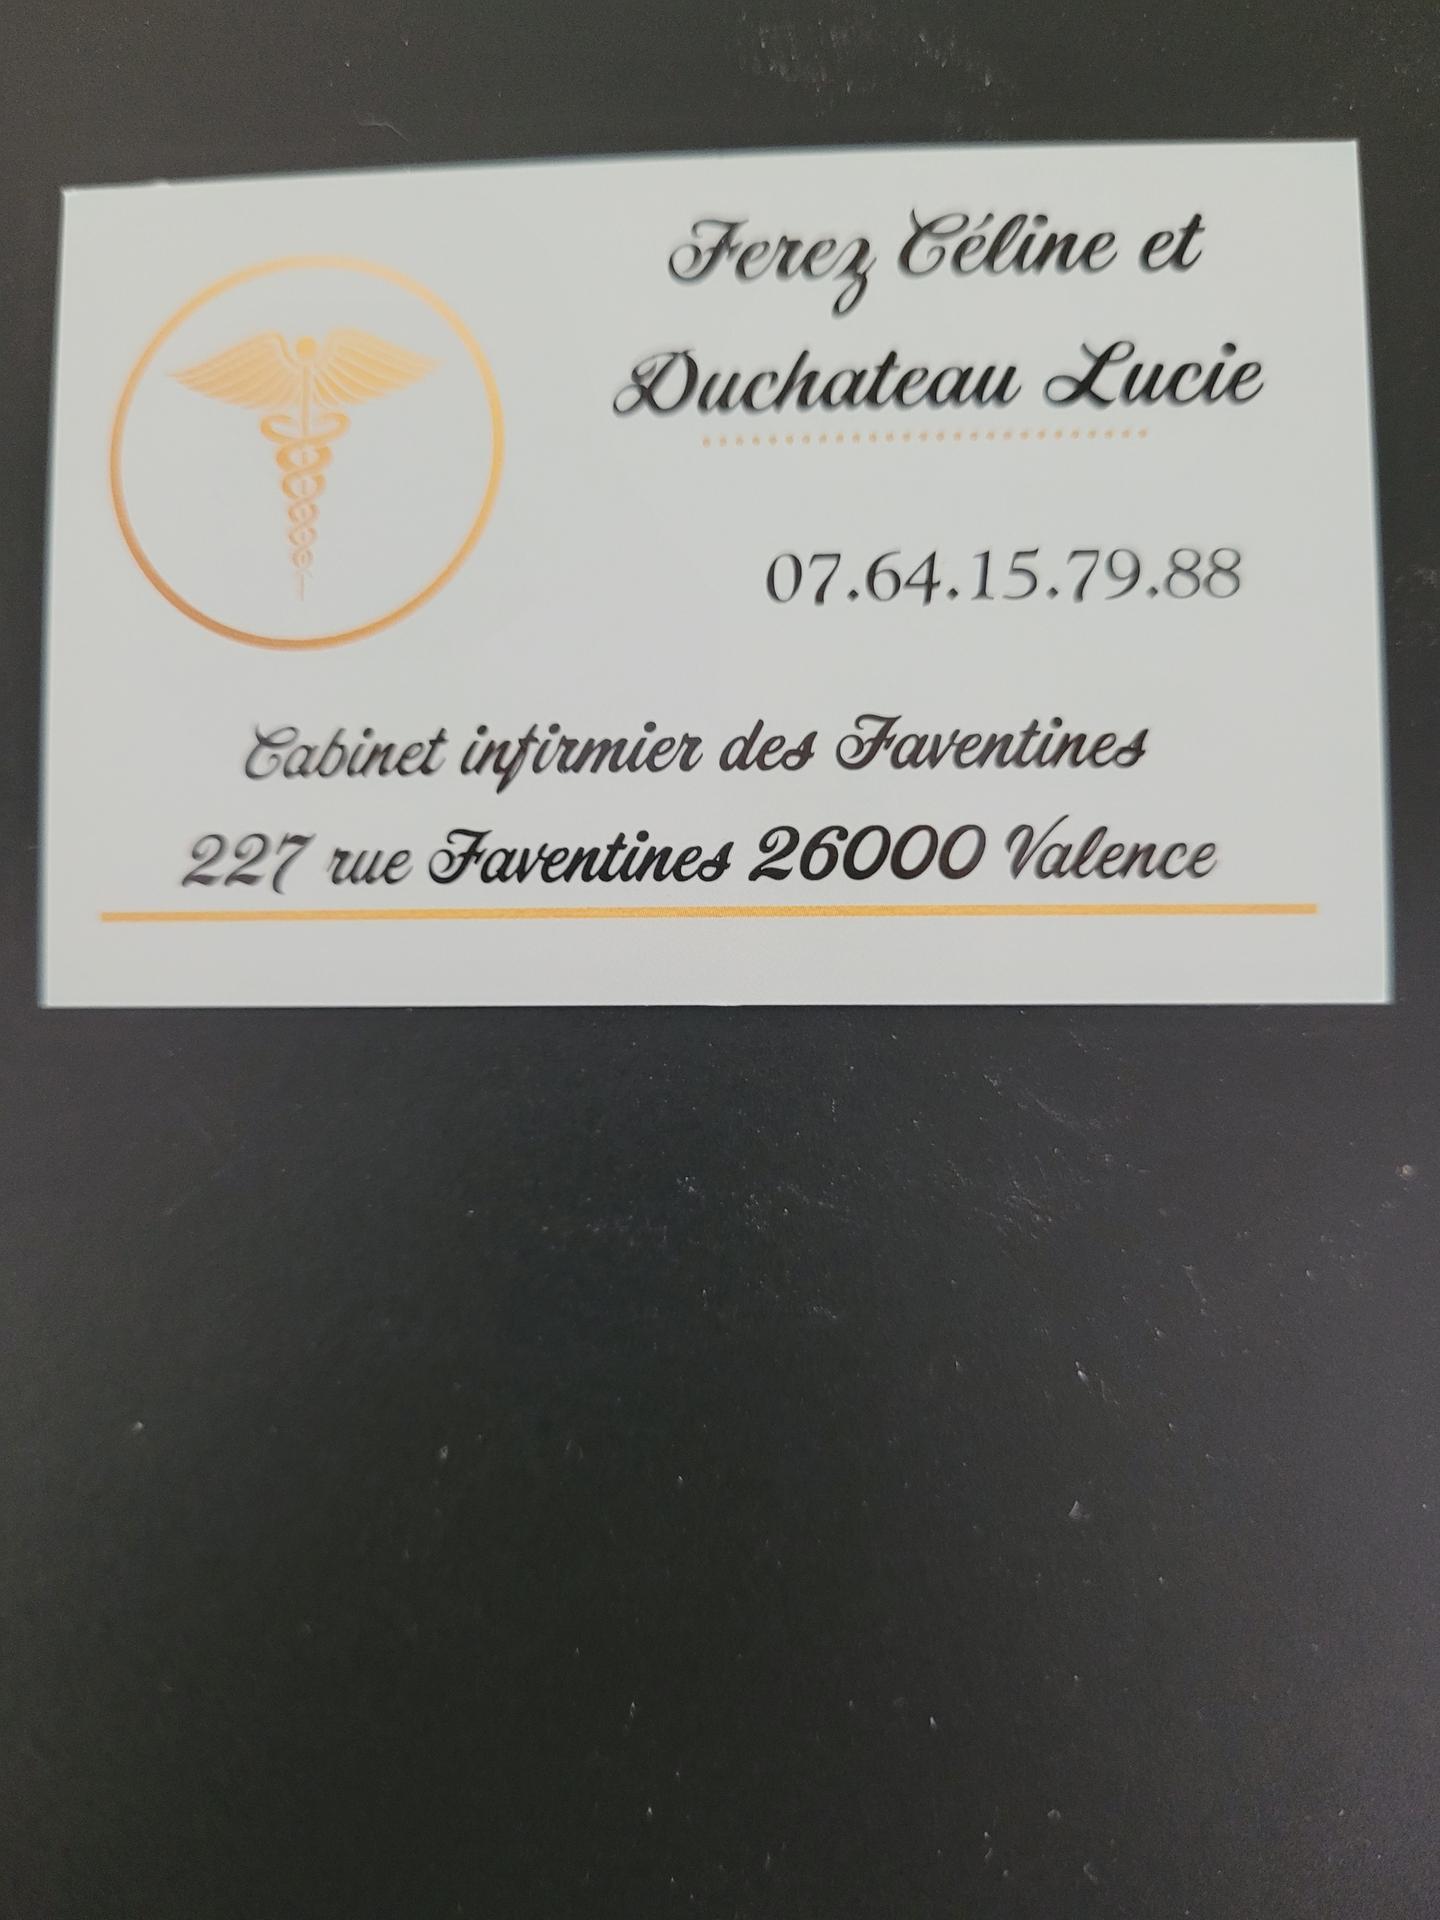 Ferez Céline et
Duchateau Lucie
07.64.15.79.88
Cabinet infirmier des Faventines
227 rue Faventines 26000 Valence